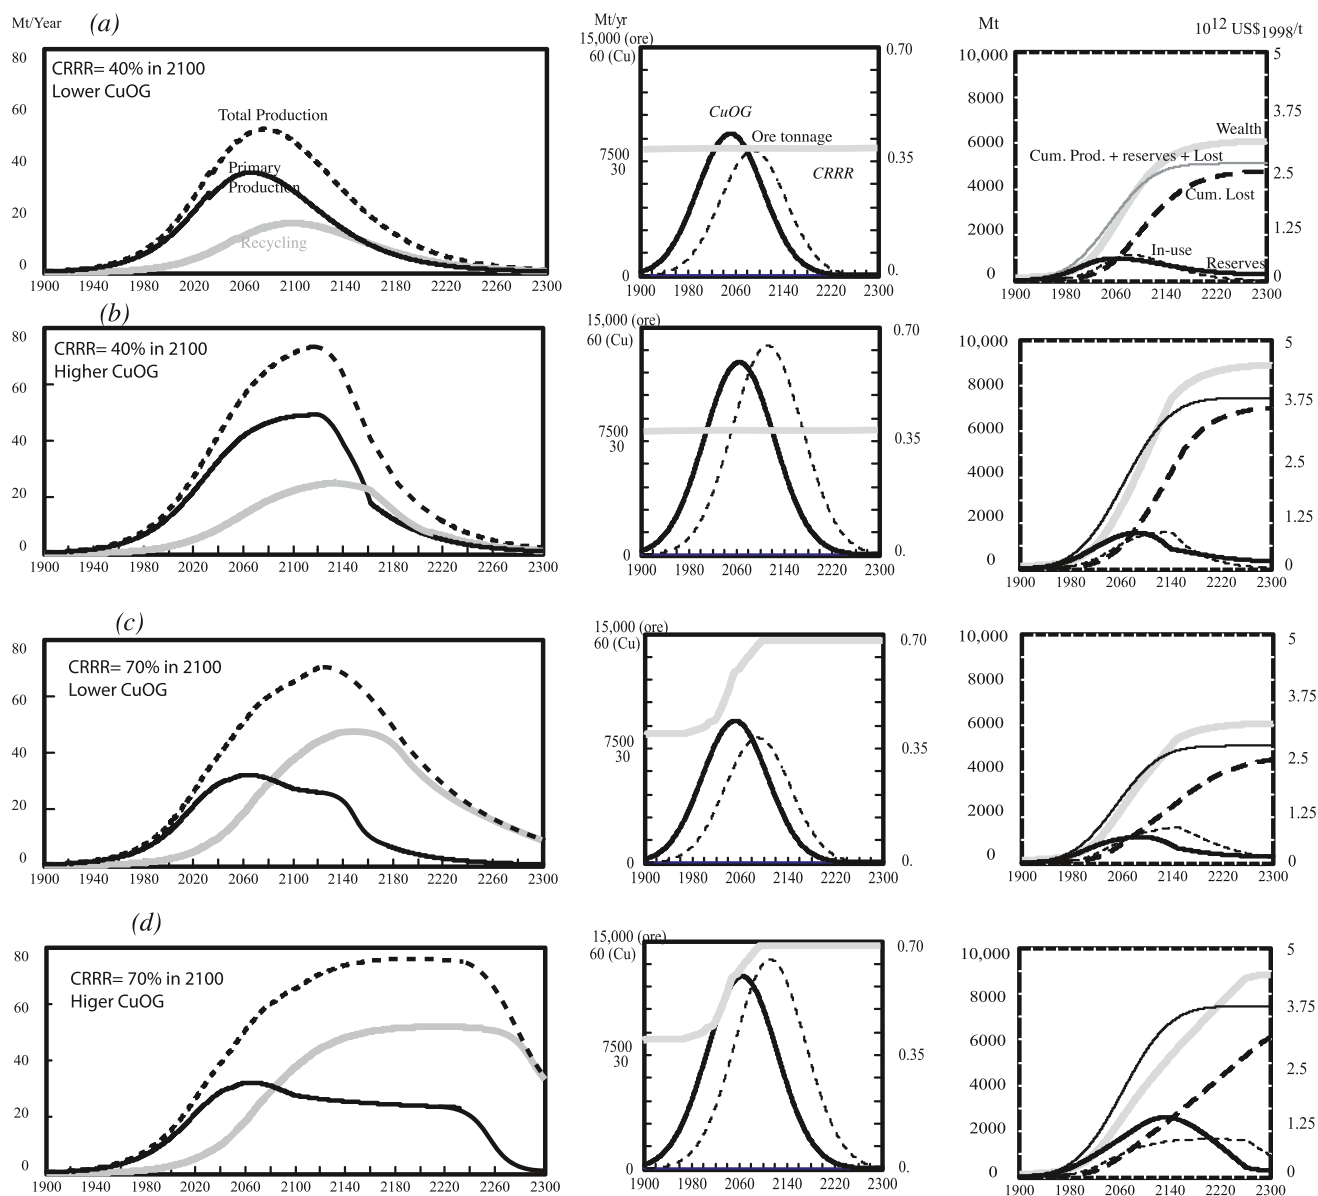 Mt/Year
(a)
80
60
40
20
0
CRRR= 40% in 2100
Lower CuOG
Total Production
Primary
Production
Recycling
1900 1940 1980 2020 2060 2100 2140 2180 2220 2260 2300
Mt/yr
15,000 (ore)
60 (Cu)
7500
30
0
0.70
0.35
0.
CuOG
Ore tonnage
CRRR
1900 1980 2060 2140 2220 2300
Mt
10^12 US$1998/t
10,000
8000
6000
4000
2000
0
5
3.75
2.5
1.25
0
Wealth
Cum. Prod. + reserves + Lost
Cum. Lost
In-use
Reserves
1900 1980 2060 2140 2220 2300
(b)
80
60
40
20
0
CRRR= 40% in 2100
Higher CuOG
1900 1940 1980 2020 2060 2100 2140 2180 2220 2260 2300
15,000 (ore)
60 (Cu)
7500
30
0
0.70
0.35
0.
1900 1980 2060 2140 2220 2300
10,000
8000
6000
4000
2000
0
5
3.75
2.5
1.25
0
1900 1980 2060 2140 2220 2300
(c)
80
60
40
20
0
CRRR= 70% in 2100
Lower CuOG
1900 1940 1980 2020 2060 2100 2140 2180 2220 2260 2300
15,000 (ore)
60 (Cu)
7500
30
0
0.70
0.35
0.
1900 1980 2060 2140 2220 2300
10,000
8000
6000
4000
2000
0
5
3.75
2.5
1.25
0
1900 1980 2060 2140 2220 2300
(d)
80
60
40
20
0
CRRR= 70% in 2100
Higer CuOG
1900 1940 1980 2020 2060 2100 2140 2180 2220 2260 2300
15,000 (ore)
60 (Cu)
7500
30
0
0.70
0.35
0.
1900 1980 2060 2140 2220 2300
10,000
8000
6000
4000
2000
0
5
3.75
2.5
1.25
0
1900 1980 2060 2140 2220 2300